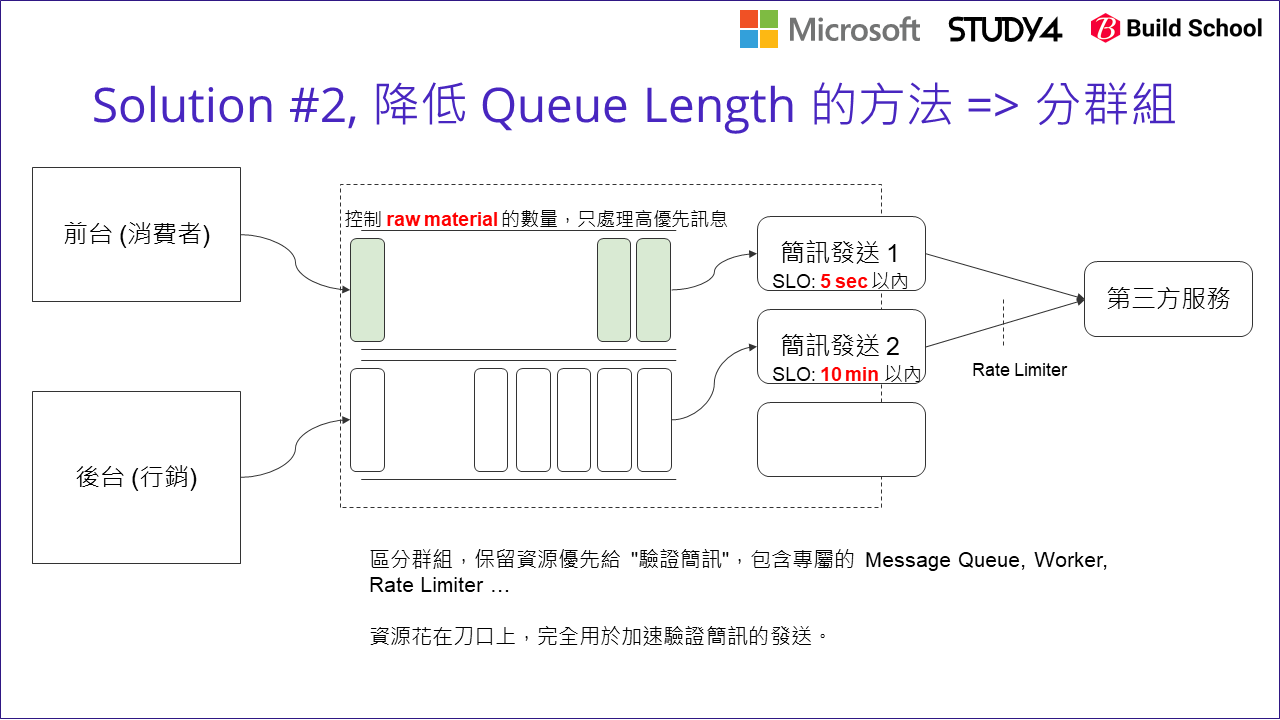 Microsoft STUDY4 Build School
Solution #2, 降低 Queue Length 的方法 => 分群組
前台 (消費者)
控制 raw material 的數量，只處理高優先訊息
簡訊發送 1
SLO: 5 sec 以內
第三方服務
簡訊發送 2
SLO: 10 min 以內
Rate Limiter
後台 (行銷)
區分群組，保留資源優先給 "驗證簡訊"，包含專屬的 Message Queue, Worker,
Rate Limiter …
資源花在刀口上，完全用於加速驗證簡訊的發送。